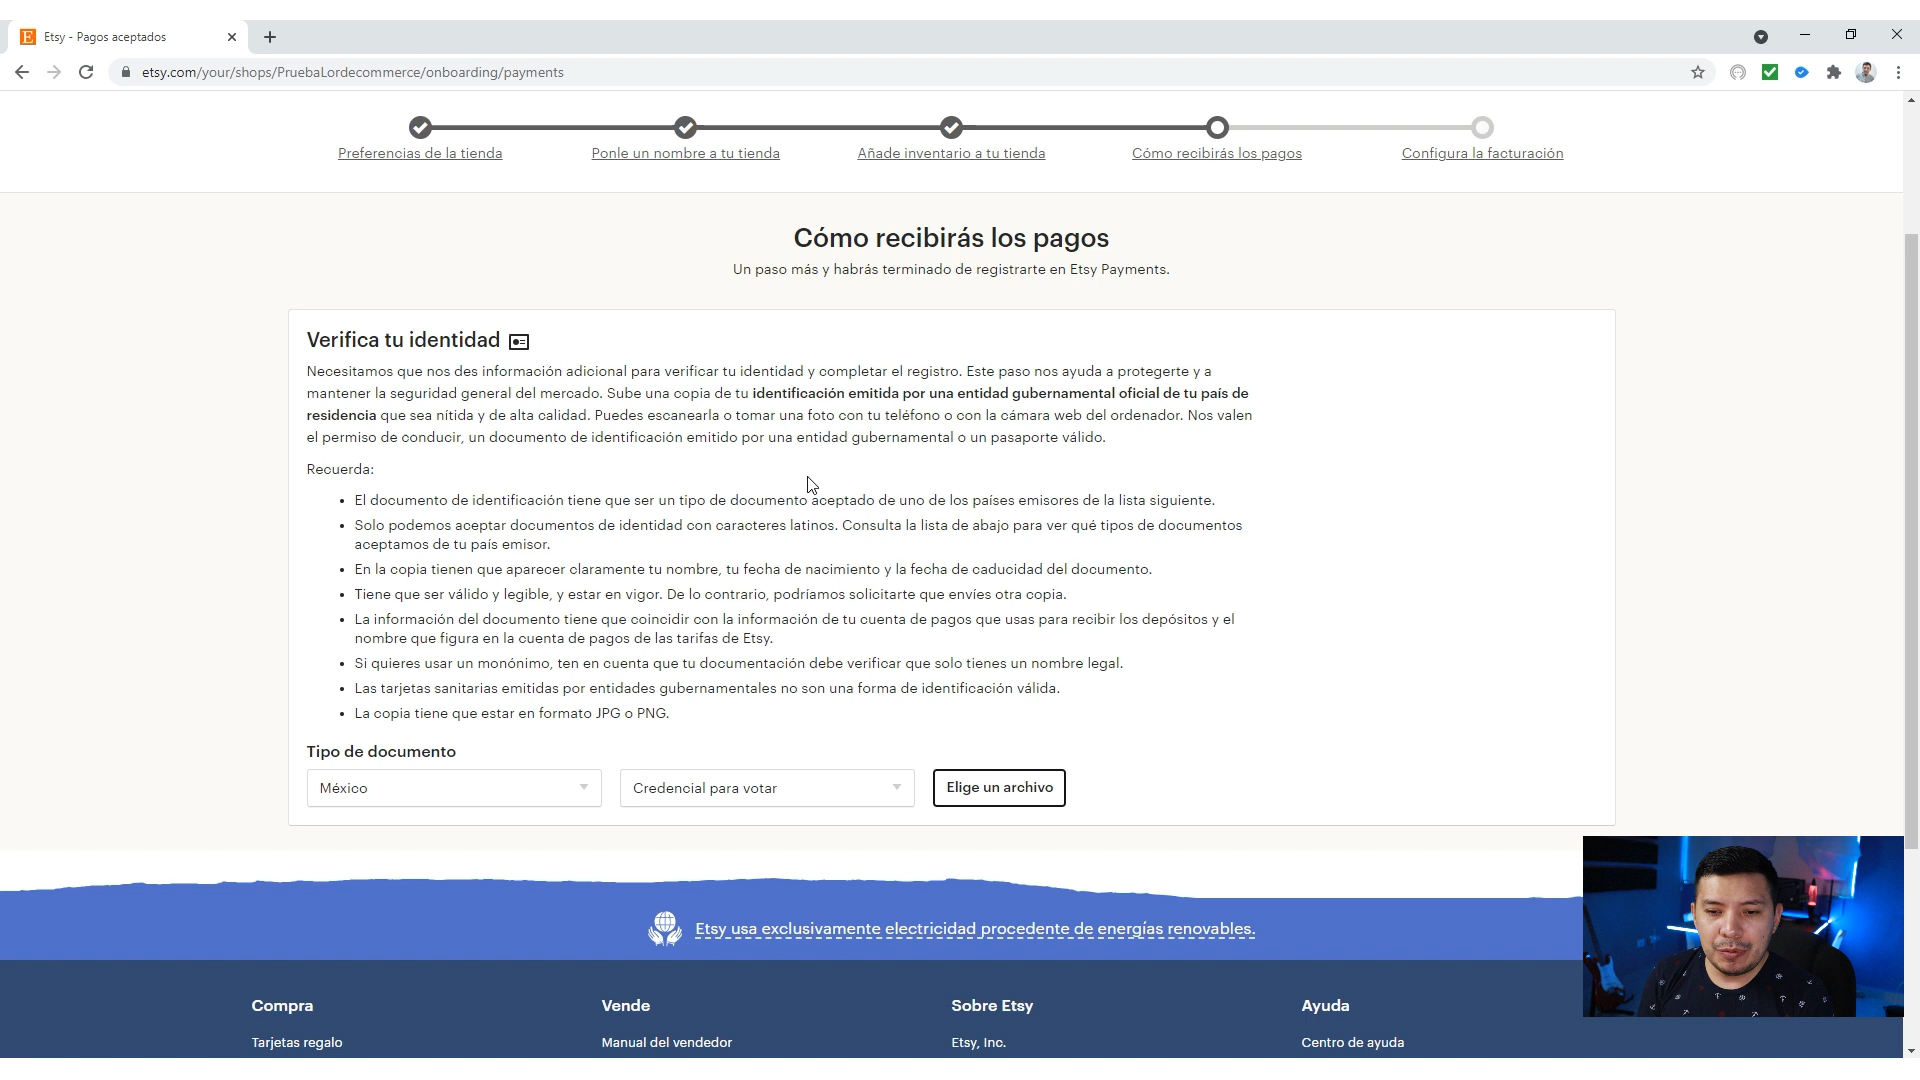 Etsy - Pagos aceptados
etsy.com/your/shops/PruebaLordecommerce/onboarding/payments
Preferencias de la tienda
Ponle un nombre a tu tienda
Añade inventario a tu tienda
Cómo recibirás los pagos
Configura la facturación
Cómo recibirás los pagos
Un paso más y habrás terminado de registrarte en Etsy Payments.
Verifica tu identidad
Necesitamos que nos des información adicional para verificar tu identidad y completar el registro. Este paso nos ayuda a protegerte y a
mantener la seguridad general del mercado. Sube una copia de tu identificación emitida por una entidad gubernamental oficial de tu país de
residencia que sea nítida y de alta calidad. Puedes escanearla o tomar una foto con tu teléfono o con la cámara web del ordenador. Nos valen
el permiso de conducir, un documento de identificación emitido por una entidad gubernamental o un pasaporte válido.
Recuerda:
• El documento de identificación tiene que ser un tipo de documento aceptado de uno de los países emisores de la lista siguiente.
• Solo podemos aceptar documentos de identidad con caracteres latinos. Consulta la lista de abajo para ver qué tipos de documentos
aceptamos de tu país emisor.
• En la copia tienen que aparecer claramente tu nombre, tu fecha de nacimiento y la fecha de caducidad del documento.
• Tiene que ser válido y legible, y estar en vigor. De lo contrario, podríamos solicitarte que envíes otra copia.
• La información del documento tiene que coincidir con la información de tu cuenta de pagos que usas para recibir los depósitos y el
nombre que figura en la cuenta de pagos de las tarifas de Etsy.
• Si quieres usar un monónimo, ten en cuenta que tu documentación debe verificar que solo tienes un nombre legal.
• Las tarjetas sanitarias emitidas por entidades gubernamentales no son una forma de identificación válida.
• La copia tiene que estar en formato JPG o PNG.
Tipo de documento
México
Credencial para votar
Elige un archivo
Etsy usa exclusivamente electricidad procedente de energías renovables.
Compra
Vende
Sobre Etsy
Ayuda
Tarjetas regalo
Manual del vendedor
Etsy, Inc.
Centro de ayuda